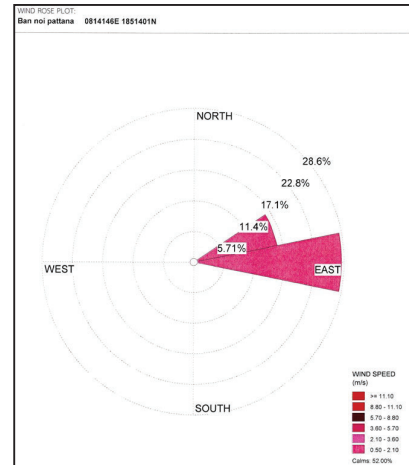 WIND ROSE PLOT:
Ban noi pattana 0814146E 1851401N
NORTH
28.6%
22.8%
17.1%
11.4%
5.71%
WEST
EAST
SOUTH
WIND SPEED
(m/s)
>= 11.10
8.80 - 11.10
5.70 - 8.80
3.60 - 5.70
2.10 - 3.60
0.50 - 2.10
Calms: 52.00%